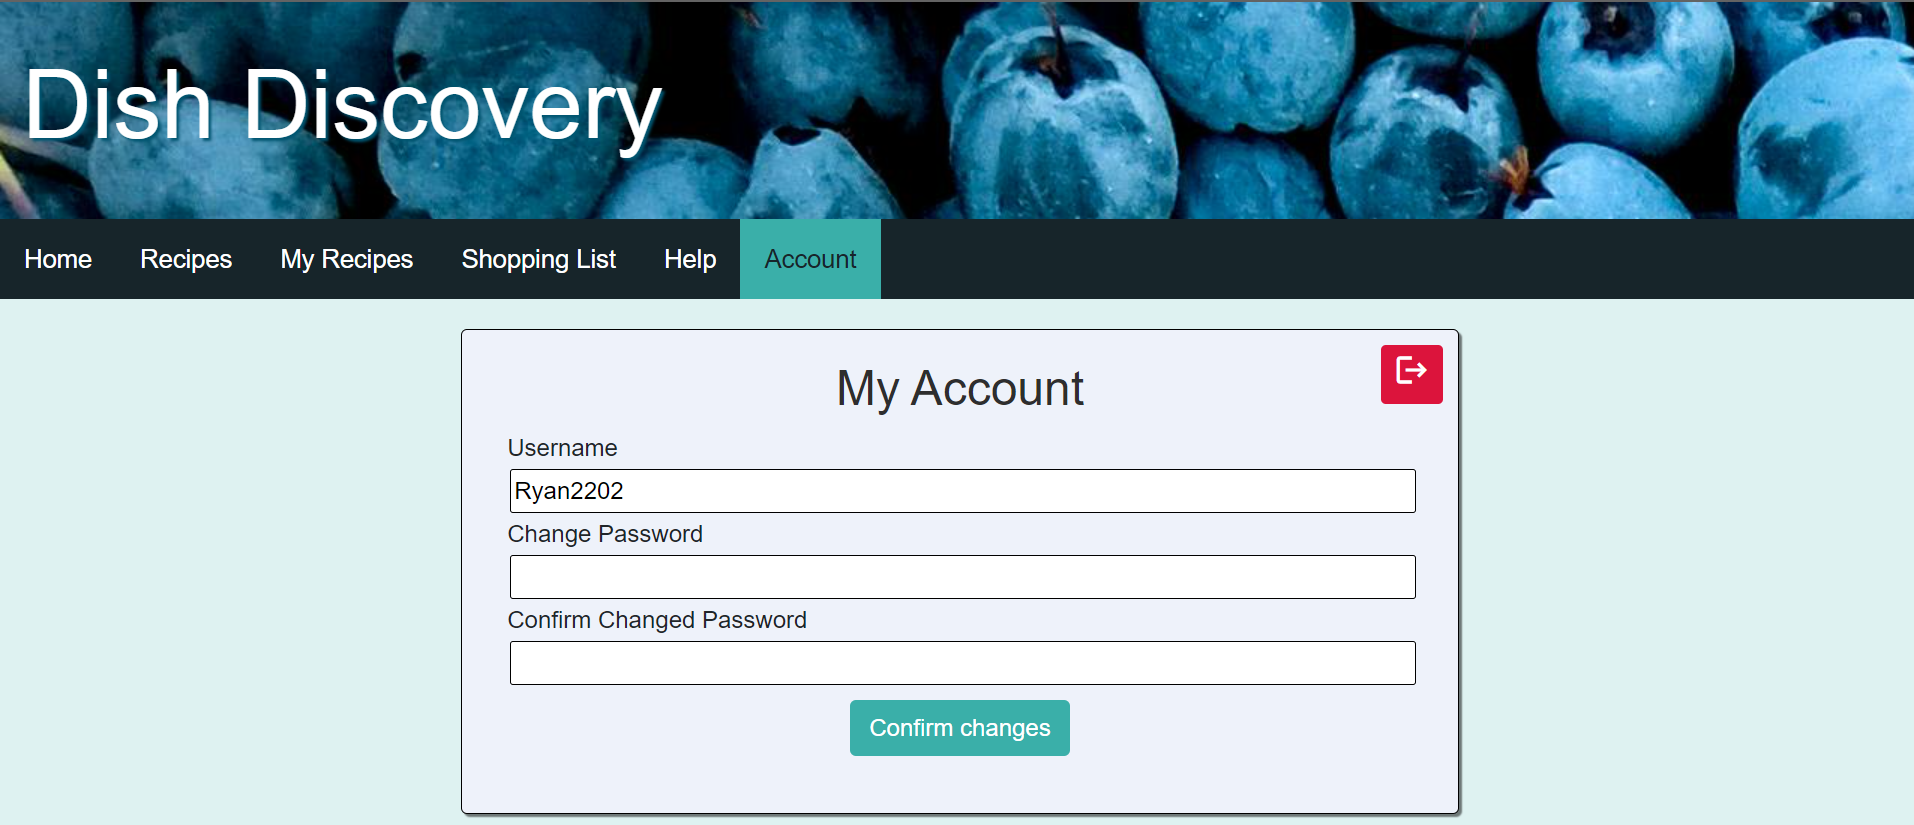 Dish Discovery
Home Recipes My Recipes Shopping List Help Account
My Account
Username
Ryan2202
Change Password
Confirm Changed Password
Confirm changes